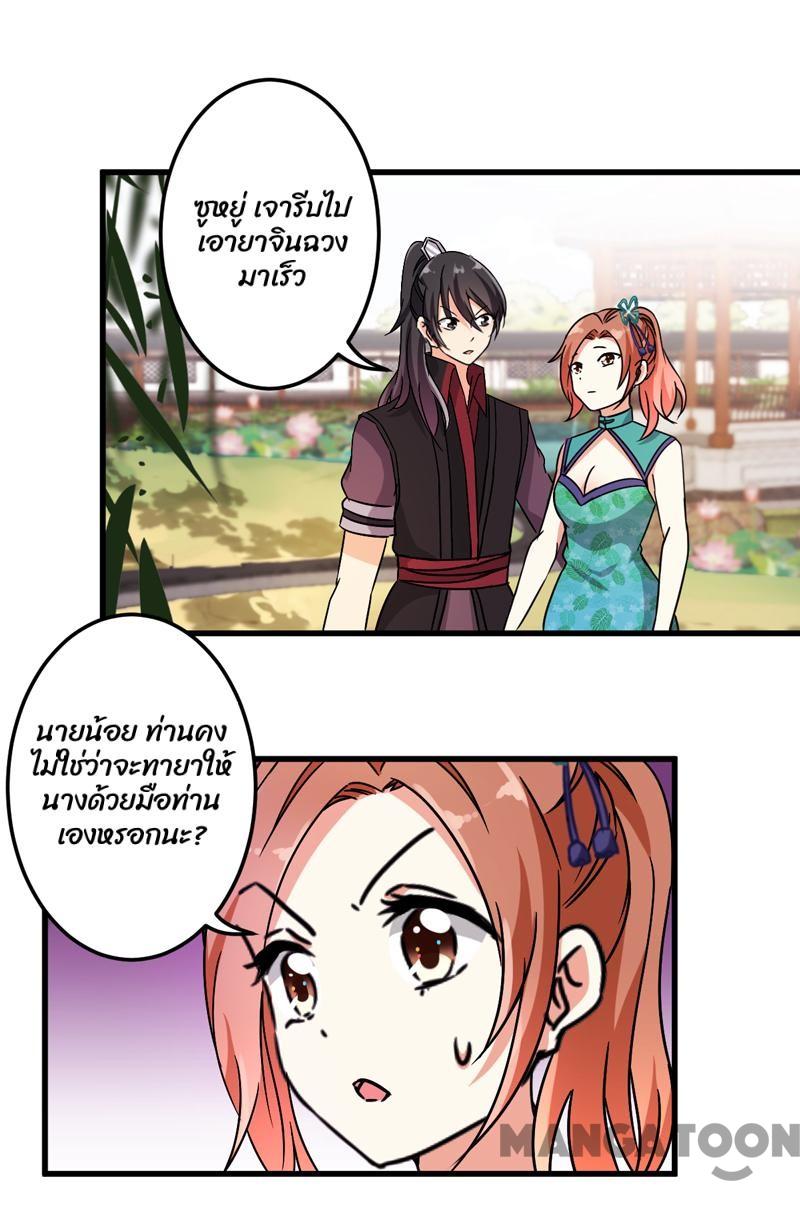 ซูหยู่ เจ้ารีบไป
เอายาจินฉวง
มาเร็ว
นายน้อย ท่านคง
ไม่ใช่ว่าจะทายาให้
นางด้วยมือท่าน
เองหรอกนะ?
MANGATOON